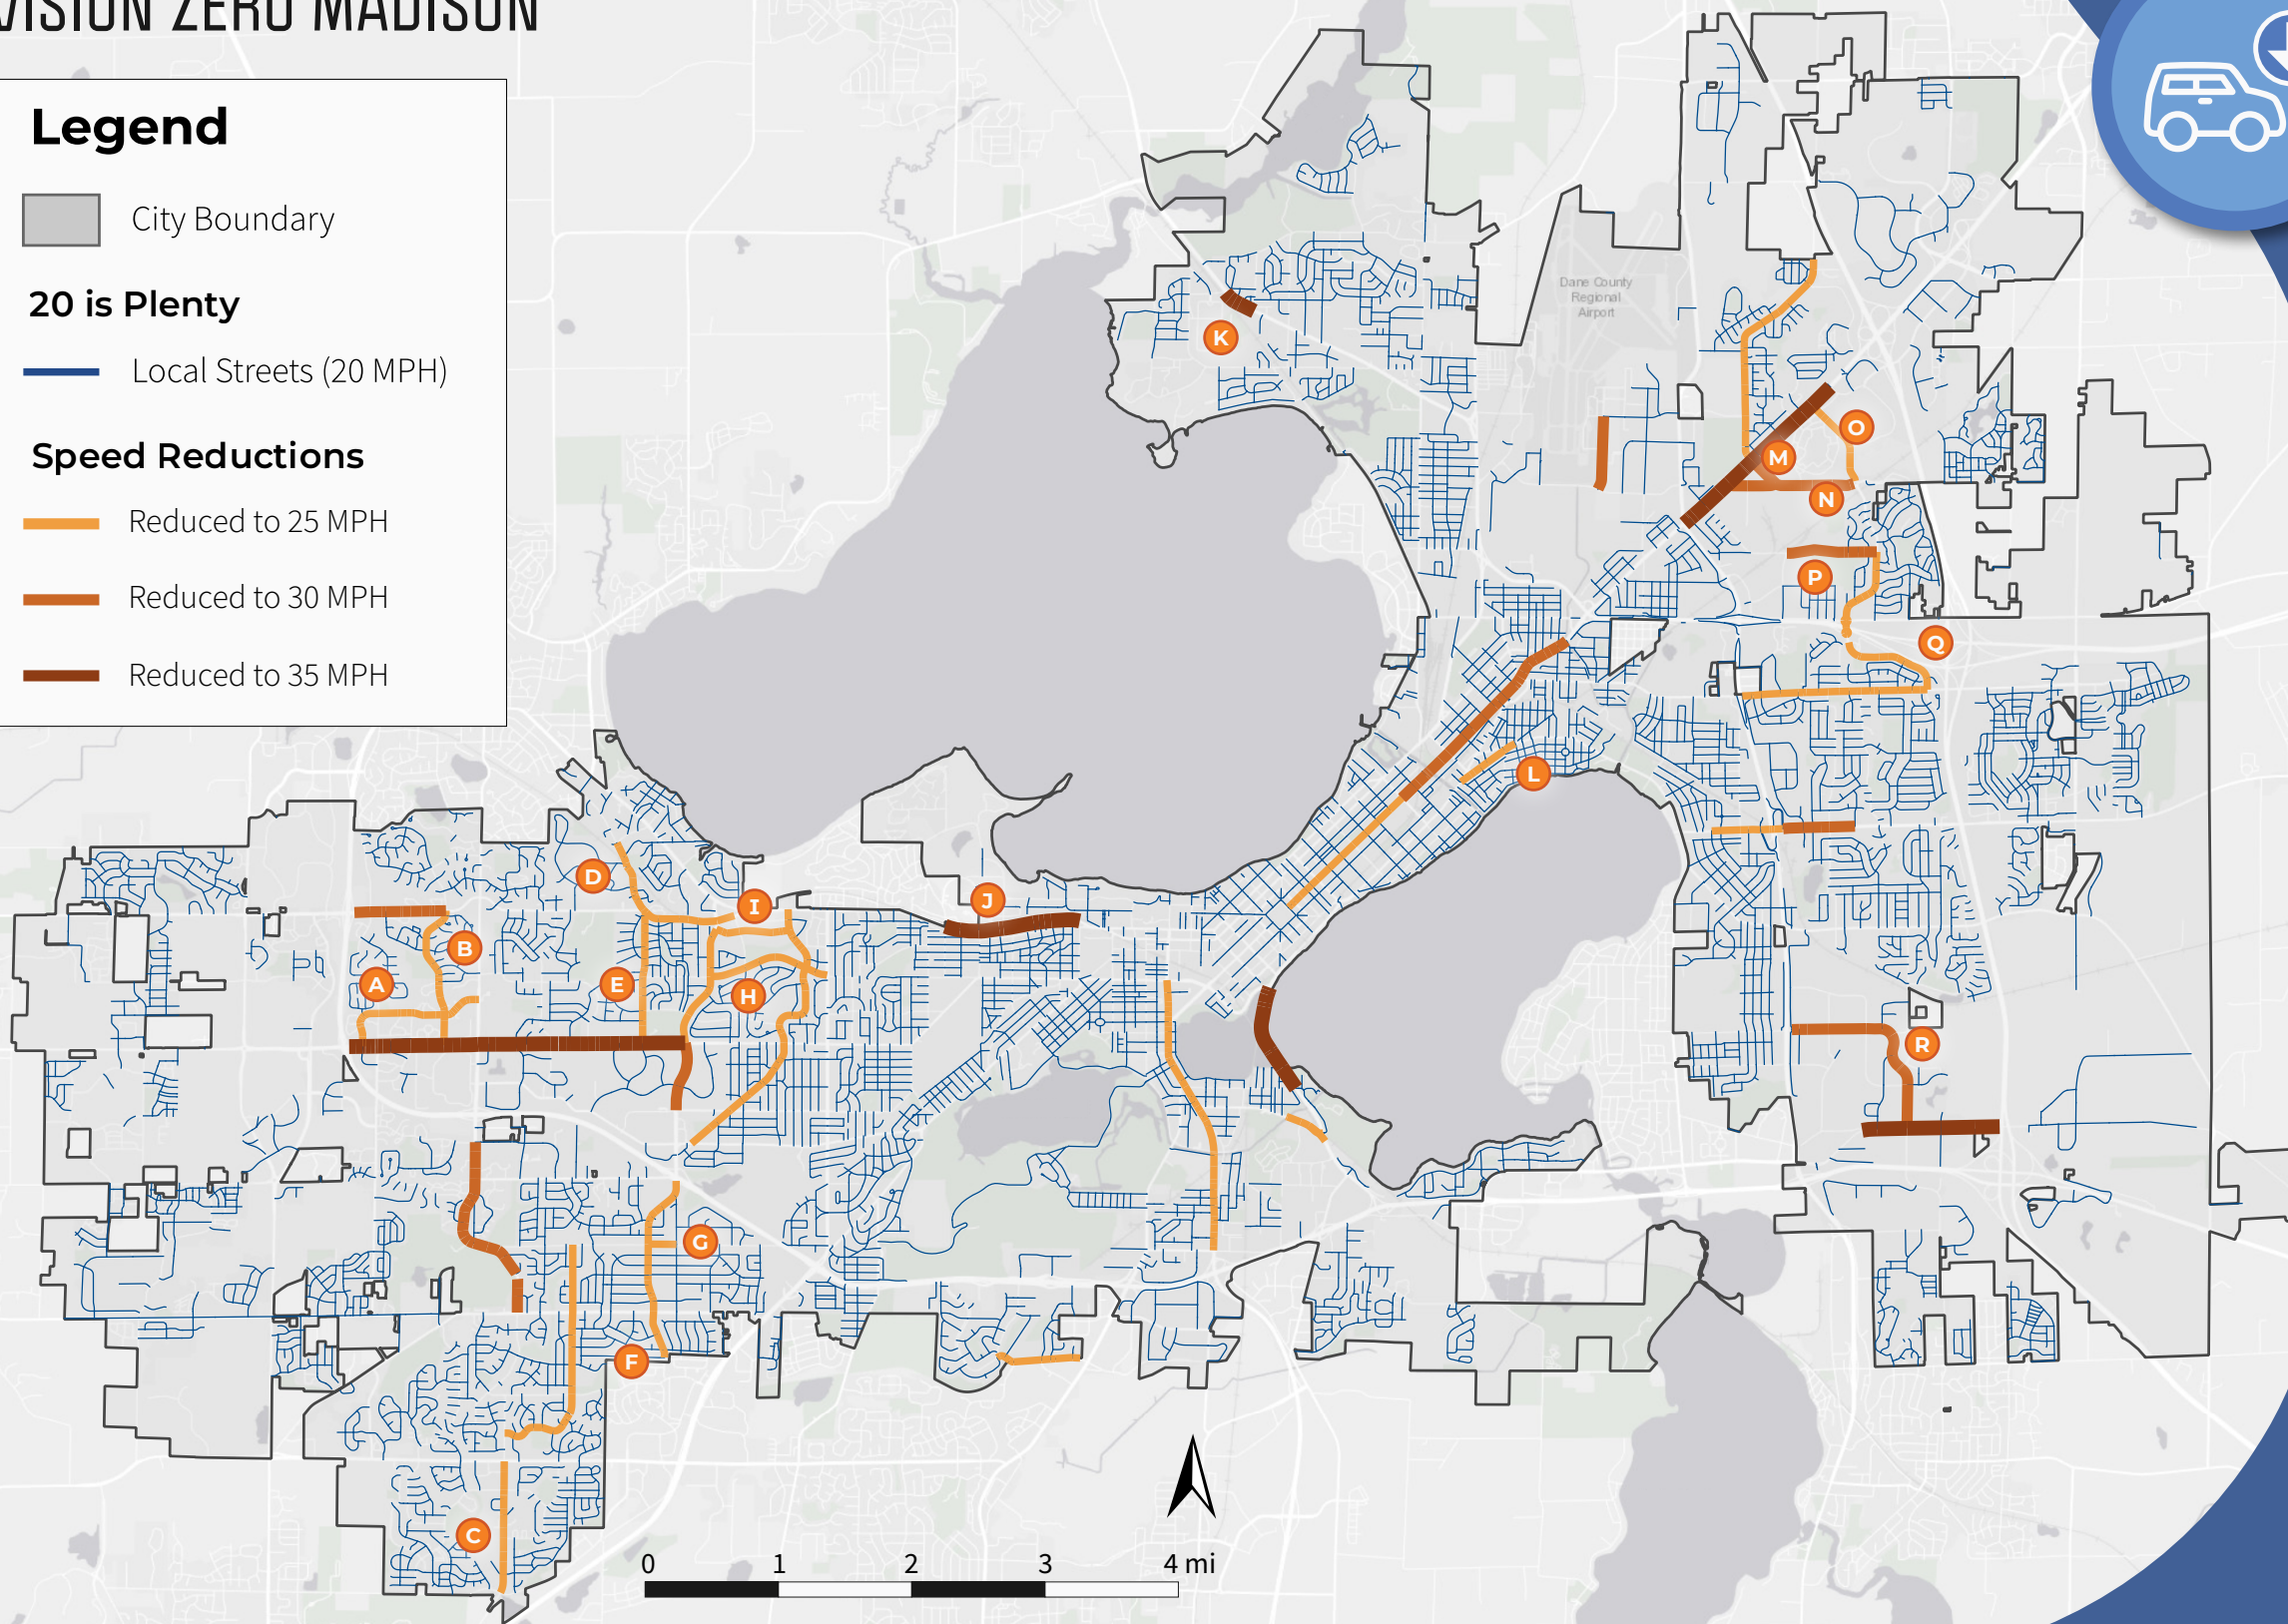 VISION ZERO MADISON
Legend
City Boundary
20 is Plenty
Local Streets (20 MPH)
Speed Reductions
Reduced to 25 MPH
Reduced to 30 MPH
Reduced to 35 MPH
Dane County
Regional
Airport
K
O
M
N
P
Q
L
D
I
J
B
A
E
H
R
G
F
C
0 1 2 3 4 mi